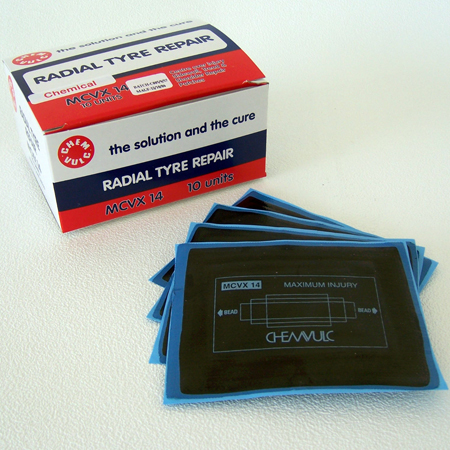 the solution and the cure
RADIAL TYRE REPAIR
Chemical
MCVX 14
10 UNITS
CHEM
VULC
the solution and the cure
RADIAL TYRE REPAIR
MCVX 14 10 units
MCVX 14 MAXIMUM INJURY
BEAD BEAD
CHEMVULC